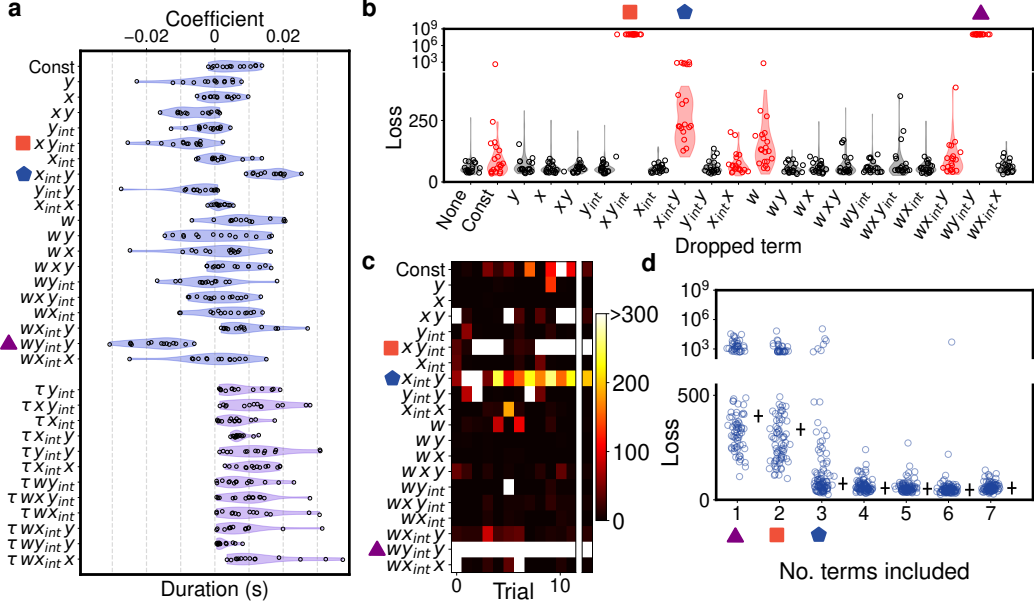 a
Coefficient
−0.02 0 0.02
Const
y
x
x y
y_int
x y_int
x_int
x_int y
y_int y
x_int x
w
w y
w x
w x y
wy_int
wx y_int
wx_int
wx_int y
wy_int y
wx_int x
τ y_int
τ x y_int
τ x_int
τ x_int y
τ y_int y
τ x_int x
τ wy_int
τ wx y_int
τ wx_int
τ wx_int y
τ wy_int y
τ wx_int x
Duration (s)
b
10^9
10^6
10^3
250
0
Loss
None
Const
y
x
x y
y_int
x y_int
x_int
x_int y
y_int y
x_int x
w
w y
w x
w x y
wy_int
wx y_int
wx_int
wx_int y
wy_int y
wx_int x
Dropped term
c
Const
y
x
x y
y_int
x y_int
x_int
x_int y
y_int y
x_int x
w
w y
w x
w x y
wy_int
wx y_int
wx_int
wx_int y
wy_int y
wx_int x
0 10
Trial
>300
200
100
0
d
10^9
10^6
10^3
500
0
Loss
1 2 3 4 5 6 7
No. terms included